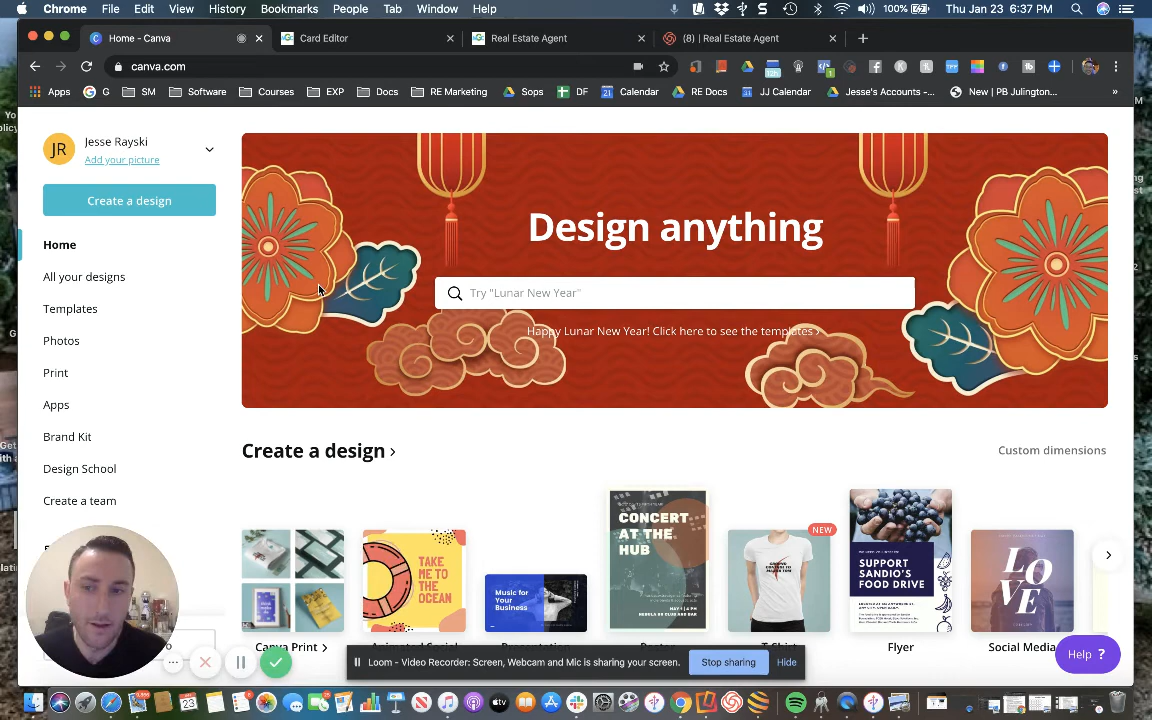 Chrome File Edit View History Bookmarks People Tab Window Help 100% Thu Jan 23 6:37 PM
Home - Canva Card Editor Real Estate Agent (8) | Real Estate Agent
canva.com
Apps G SM Software Courses EXP Docs RE Marketing Sops DF Calendar RE Docs JJ Calendar Jesse's Accounts -... New | PB Julington... »
JR
Jesse Rayski
Add your picture
Create a design
Home
All your designs
Templates
Photos
Print
Apps
Brand Kit
Design School
Create a team
Design anything
Try "Lunar New Year"
Happy Lunar New Year! Click here to see the templates ›
Create a design ›
Custom dimensions
TAKE ME TO THE OCEAN
Music for Your Business
CONCERT AT THE HUB
NEW
SUPPORT SANDIO'S FOOD DRIVE
LOVE
Canva Print ›
Animated Social
Presentation
Poster
T-Shirt
Flyer
Social Media
Loom - Video Recorder: Screen, Webcam and Mic is sharing your screen. Stop sharing Hide
Help ?